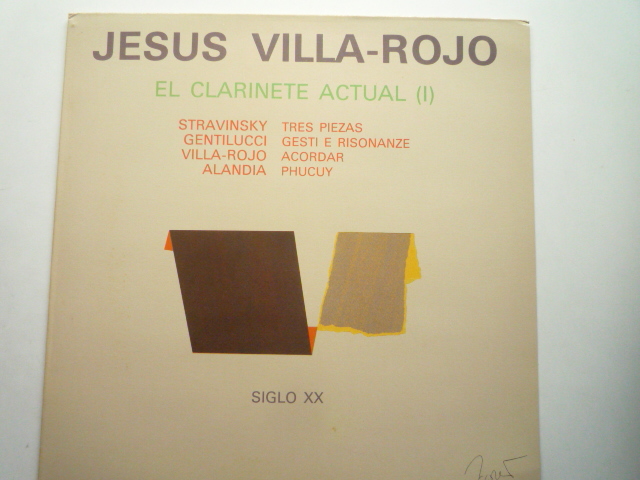 JESUS VILLA-ROJO
EL CLARINETE ACTUAL (I)
STRAVINSKY TRES PIEZAS
GENTILUCCI GESTI E RISONANZE
VILLA-ROJO ACORDAR
ALANDIA PHUCUY
SIGLO XX